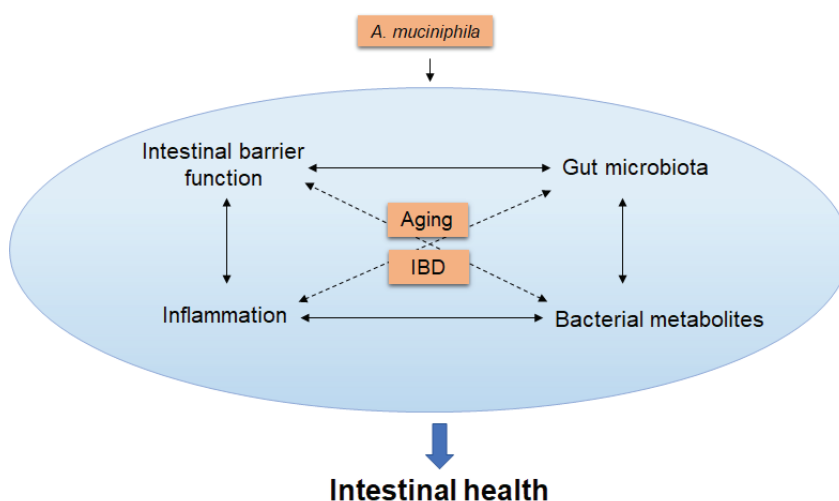 A. muciniphila
Intestinal barrier
function
Gut microbiota
Aging
IBD
Inflammation
Bacterial metabolites
Intestinal health